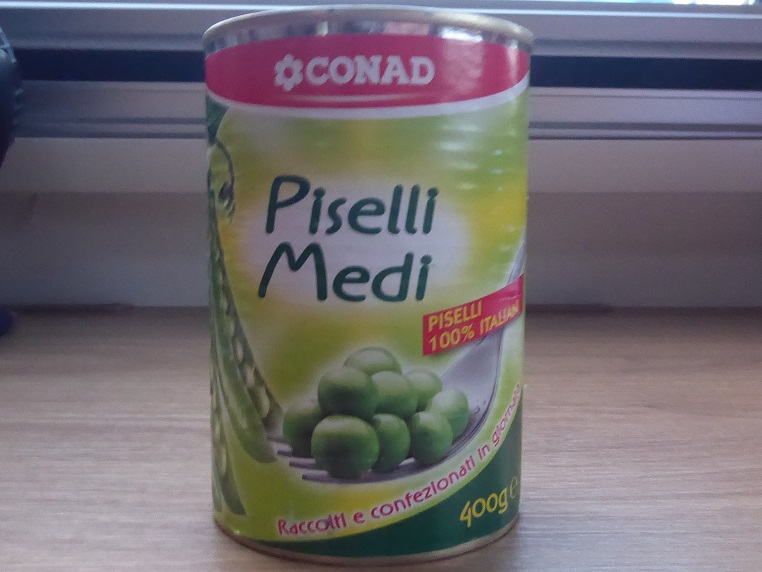 CONAD
Piselli
Medi
PISELLI
100% ITALIANI
Raccolti e confezionati in giornata
400g e